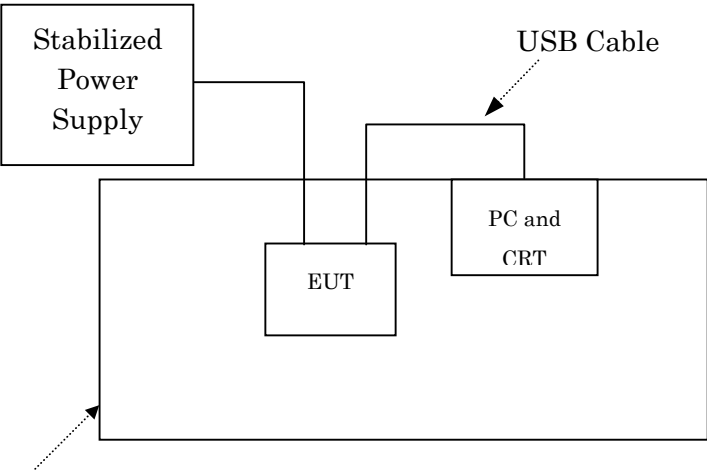 Stabilized
Power
Supply
USB Cable
PC and
CRT
EUT